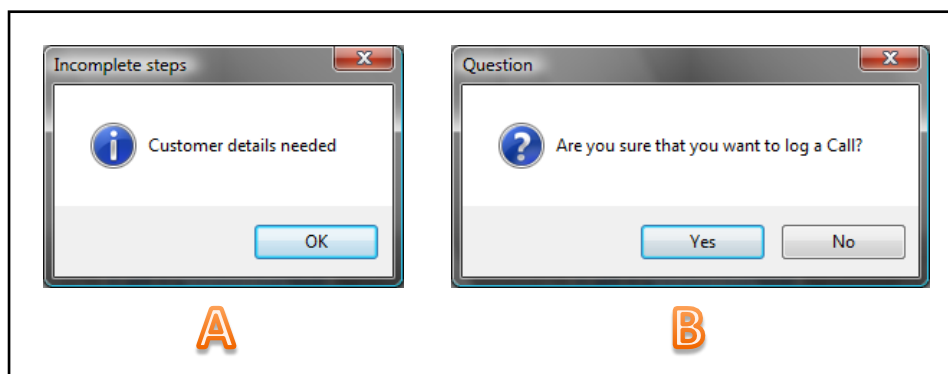 Incomplete steps
Customer details needed
OK
A
Question
Are you sure that you want to log a Call?
Yes No
B